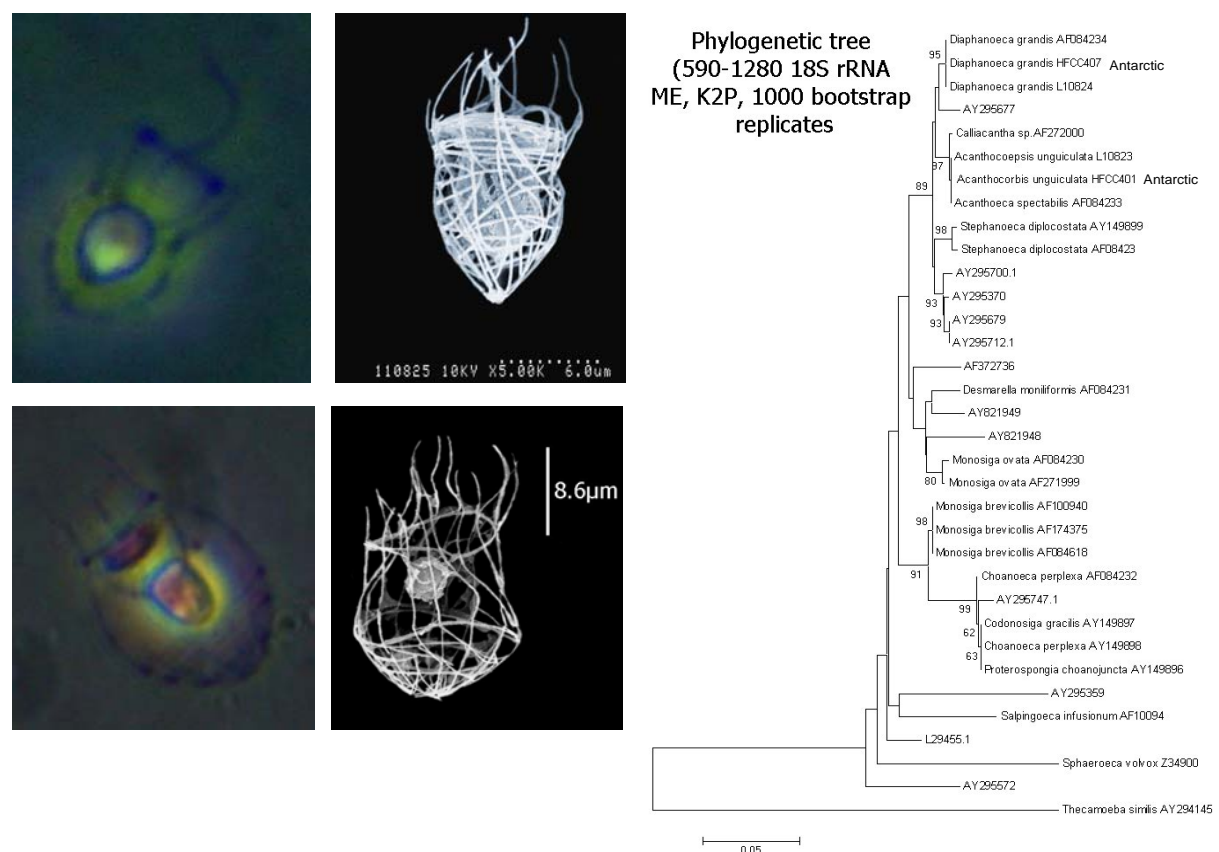 110825 10KV X5.00K 6.0um
8.6µm
Phylogenetic tree
(590-1280 18S rRNA
ME, K2P, 1000 bootstrap
replicates
Diaphanoeca grandis AF084234
95
Diaphanoeca grandis HFCC407 Antarctic
Diaphanoeca grandis L10824
AY295677
Calliacantha sp.AF272000
Acanthocoepsis unguiculata L10823
97
Acanthocorbis unguiculata HFCC401 Antarctic
89
Acanthoeca spectabilis AF084233
Stephanoeca diplocostata AY149899
98
Stephanoeca diplocostata AF08423
AY295700.1
AY295370
93
AY295679
93
AY295712.1
AF372736
Desmarella moniliformis AF084231
AY821949
AY821948
Monosiga ovata AF084230
80
Monosiga ovata AF271999
Monosiga brevicollis AF100940
98
Monosiga brevicollis AF174375
Monosiga brevicollis AF084618
91
Choanoeca perplexa AF084232
AY295747.1
99
Codonosiga gracilis AY149897
62
Choanoeca perplexa AY149898
63
Proterospongia choanojuncta AY149896
AY295359
Salpingoeca infusionum AF10094
L29455.1
Sphaeroeca volvox Z34900
AY295572
Thecamoeba similis AY294145
0.05